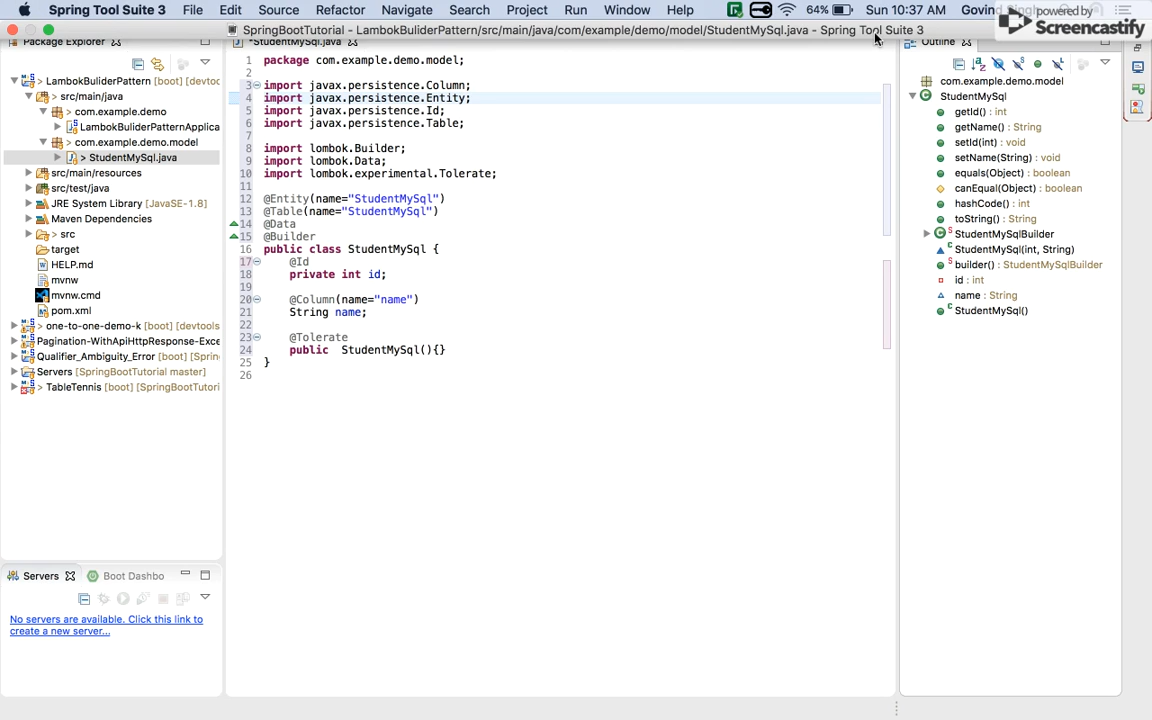 Spring Tool Suite 3 File Edit Source Refactor Navigate Search Project Run Window Help 64% Sun 10:37 AM Govind
powered by
Screencastify
SpringBootTutorial - LambokBuliderPattern/src/main/java/com/example/demo/model/StudentMySql.java - Spring Tool Suite 3
Package Explorer
LambokBuliderPattern [boot] [devtoo
src/main/java
> com.example.demo
LambokBuliderPatternApplica
com.example.demo.model
> StudentMySql.java
src/main/resources
src/test/java
JRE System Library [JavaSE-1.8]
Maven Dependencies
> src
target
HELP.md
mvnw
mvnw.cmd
pom.xml
> one-to-one-demo-k [boot] [devtools
Pagination-WithApiHttpResponse-Exce
Qualifier_Ambiguity_Error [boot] [Sprin
Servers [SpringBootTutorial master]
> TableTennis [boot] [SpringBootTutori
Servers Boot Dashbo
No servers are available. Click this link to
create a new server...
*StudentMySql.java
1 package com.example.demo.model;
2
3 import javax.persistence.Column;
4 import javax.persistence.Entity;
5 import javax.persistence.Id;
6 import javax.persistence.Table;
7
8 import lombok.Builder;
9 import lombok.Data;
10 import lombok.experimental.Tolerate;
11
12 @Entity(name="StudentMySql")
13 @Table(name="StudentMySql")
14 @Data
15 @Builder
16 public class StudentMySql {
17 @Id
18 private int id;
19
20 @Column(name="name")
21 String name;
22
23 @Tolerate
24 public StudentMySql(){}
25 }
26
Outline
com.example.demo.model
StudentMySql
getId() : int
getName() : String
setId(int) : void
setName(String) : void
equals(Object) : boolean
canEqual(Object) : boolean
hashCode() : int
toString() : String
StudentMySqlBuilder
StudentMySql(int, String)
builder() : StudentMySqlBuilder
id : int
name : String
StudentMySql()